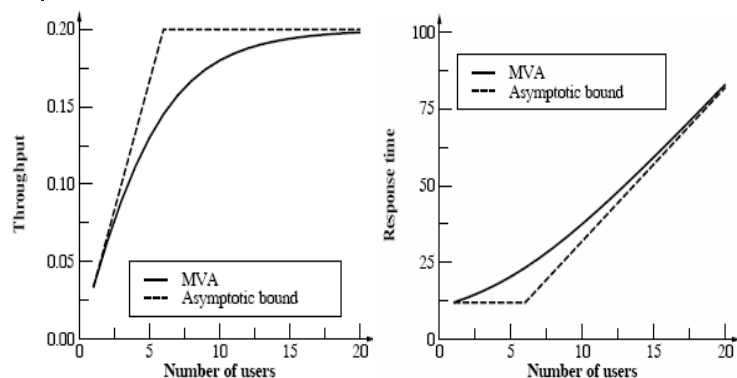 0.20
0.15
0.10
0.05
0.00
Throughput
MVA
Asymptotic bound
0
5
10
15
20
Number of users
100
75
50
25
0
Response time
MVA
Asymptotic bound
0
5
10
15
20
Number of users